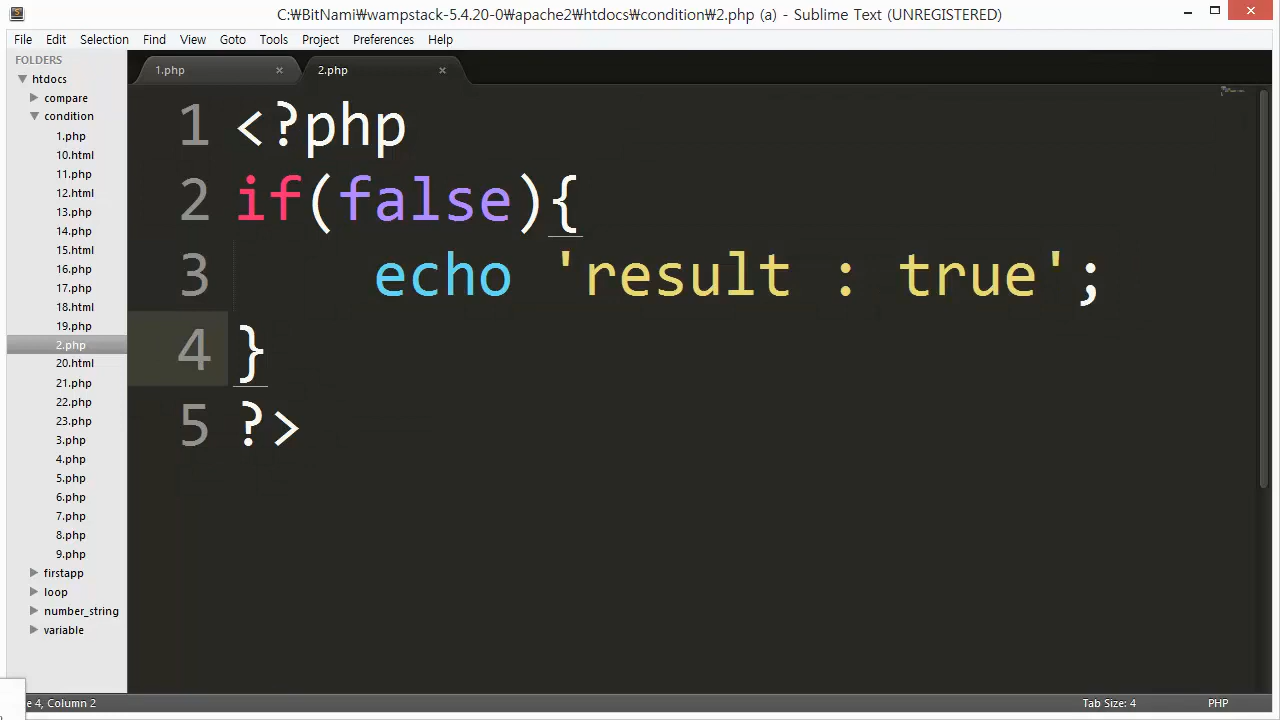 C:₩BitNami₩wampstack-5.4.20-0₩apache2₩htdocs₩condition₩2.php (a) - Sublime Text (UNREGISTERED)
File Edit Selection Find View Goto Tools Project Preferences Help
FOLDERS
htdocs
compare
condition
1.php
10.html
11.php
12.html
13.php
14.php
15.html
16.php
17.php
18.html
19.php
2.php
20.html
21.php
22.php
23.php
3.php
4.php
5.php
6.php
7.php
8.php
9.php
firstapp
loop
number_string
variable
1.php × 2.php ×
1 <?php
2 if(false){
3 echo 'result : true';
4 }
5 ?>
e 4, Column 2 Tab Size: 4 PHP